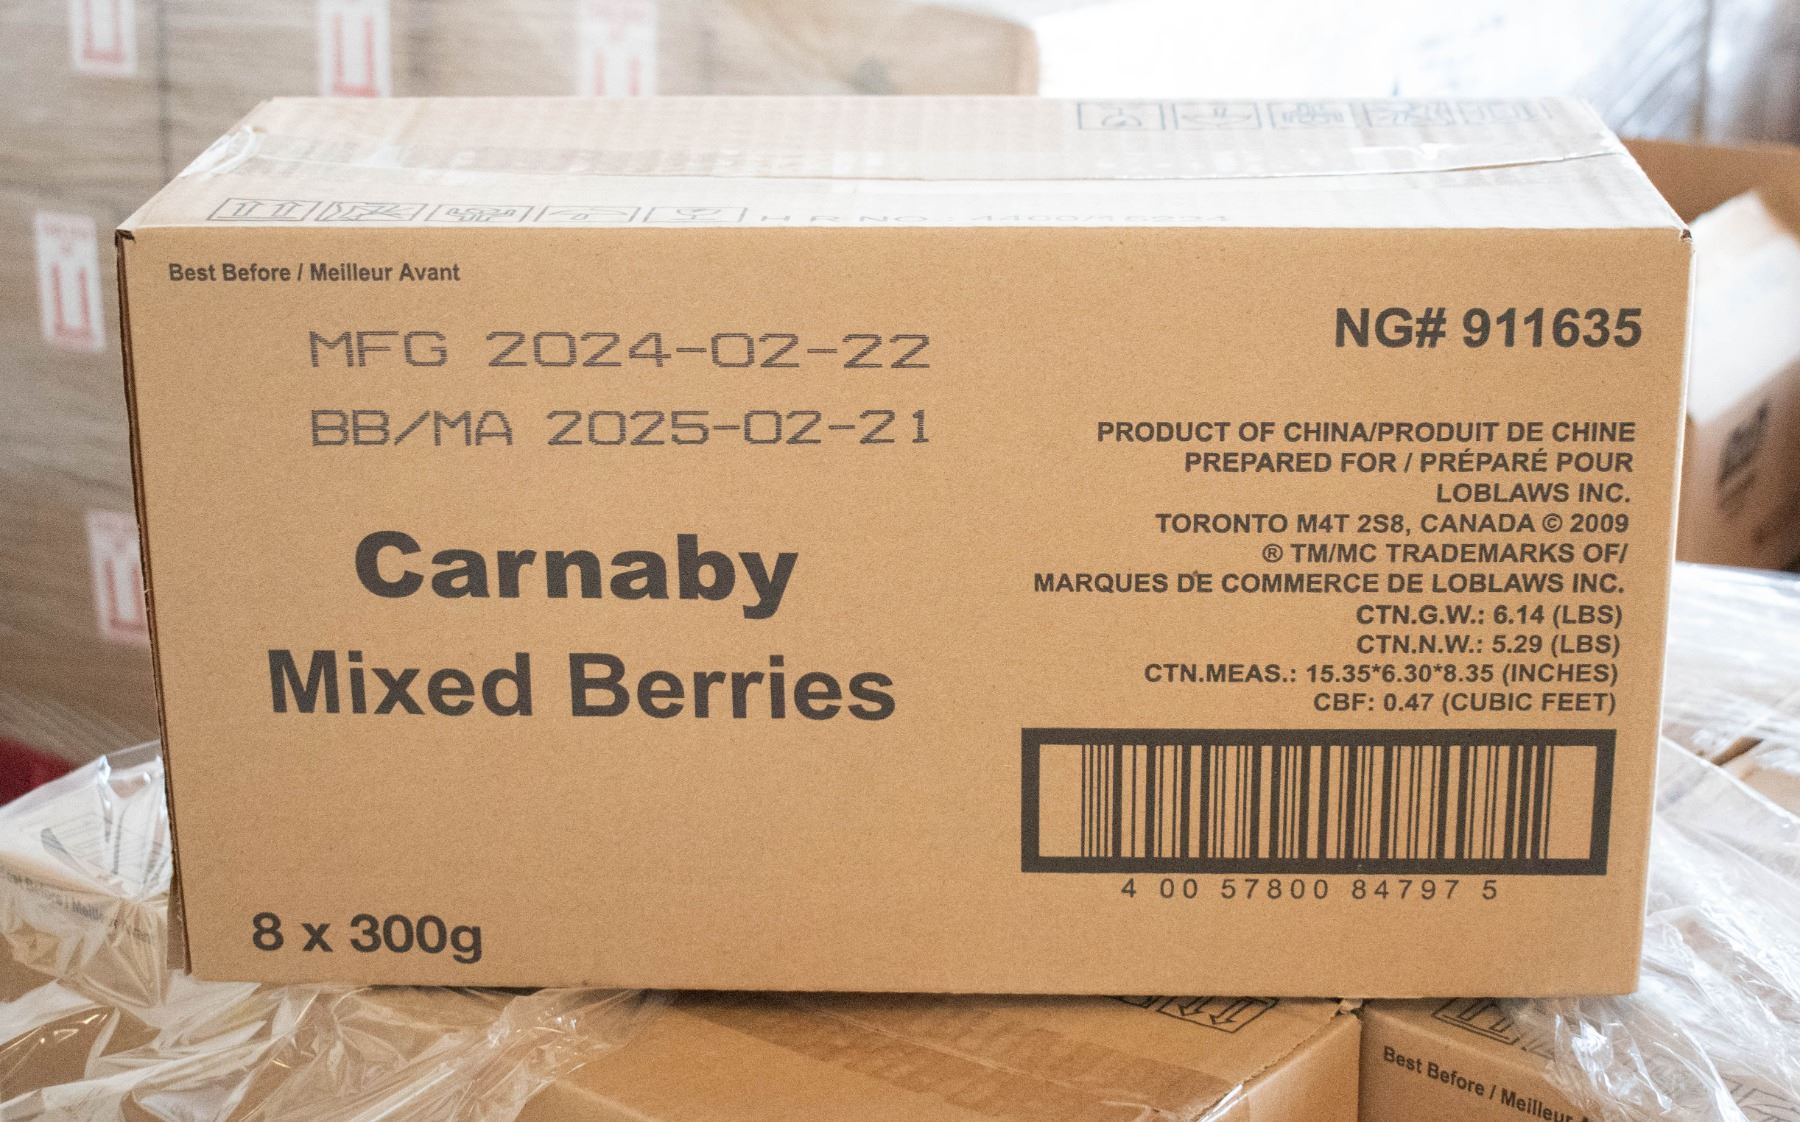 H R NO.: 4400716234
Best Before / Meilleur Avant
MFG 2024-02-22
BB/MA 2025-02-21
Carnaby
Mixed Berries
8 x 300g
NG# 911635
PRODUCT OF CHINA/PRODUIT DE CHINE
PREPARED FOR / PRÉPARÉ POUR
LOBLAWS INC.
TORONTO M4T 2S8, CANADA © 2009
® TM/MC TRADEMARKS OF/
MARQUES DE COMMERCE DE LOBLAWS INC.
CTN.G.W.: 6.14 (LBS)
CTN.N.W.: 5.29 (LBS)
CTN.MEAS.: 15.35*6.30*8.35 (INCHES)
CBF: 0.47 (CUBIC FEET)
4 00 57800 84797 5
Best Before / Meilleur